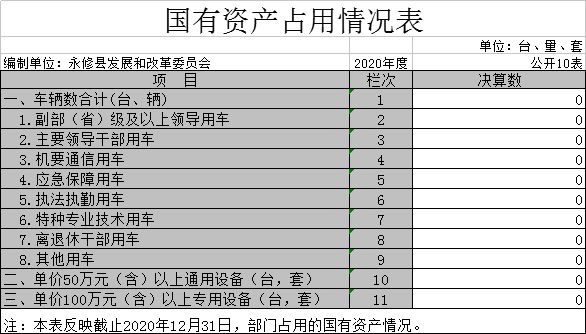 国有资产占用情况表
单位：台、量、套
编制单位：永修县发展和改革委员会 2020年度 公开10表
项 目 栏次 决算数
一、车辆数合计(台、辆) 1 0
1.副部（省）级及以上领导用车 2 0
2.主要领导干部用车 3 0
3.机要通信用车 4 0
4.应急保障用车 5 0
5.执法执勤用车 6 0
6.特种专业技术用车 7 0
7.离退休干部用车 8 0
8.其他用车 9 0
二、单价50万元（含）以上通用设备（台，套） 10 0
三、单价100万元（含）以上专用设备（台，套） 11 0
注：本表反映截止2020年12月31日，部门占用的国有资产情况。